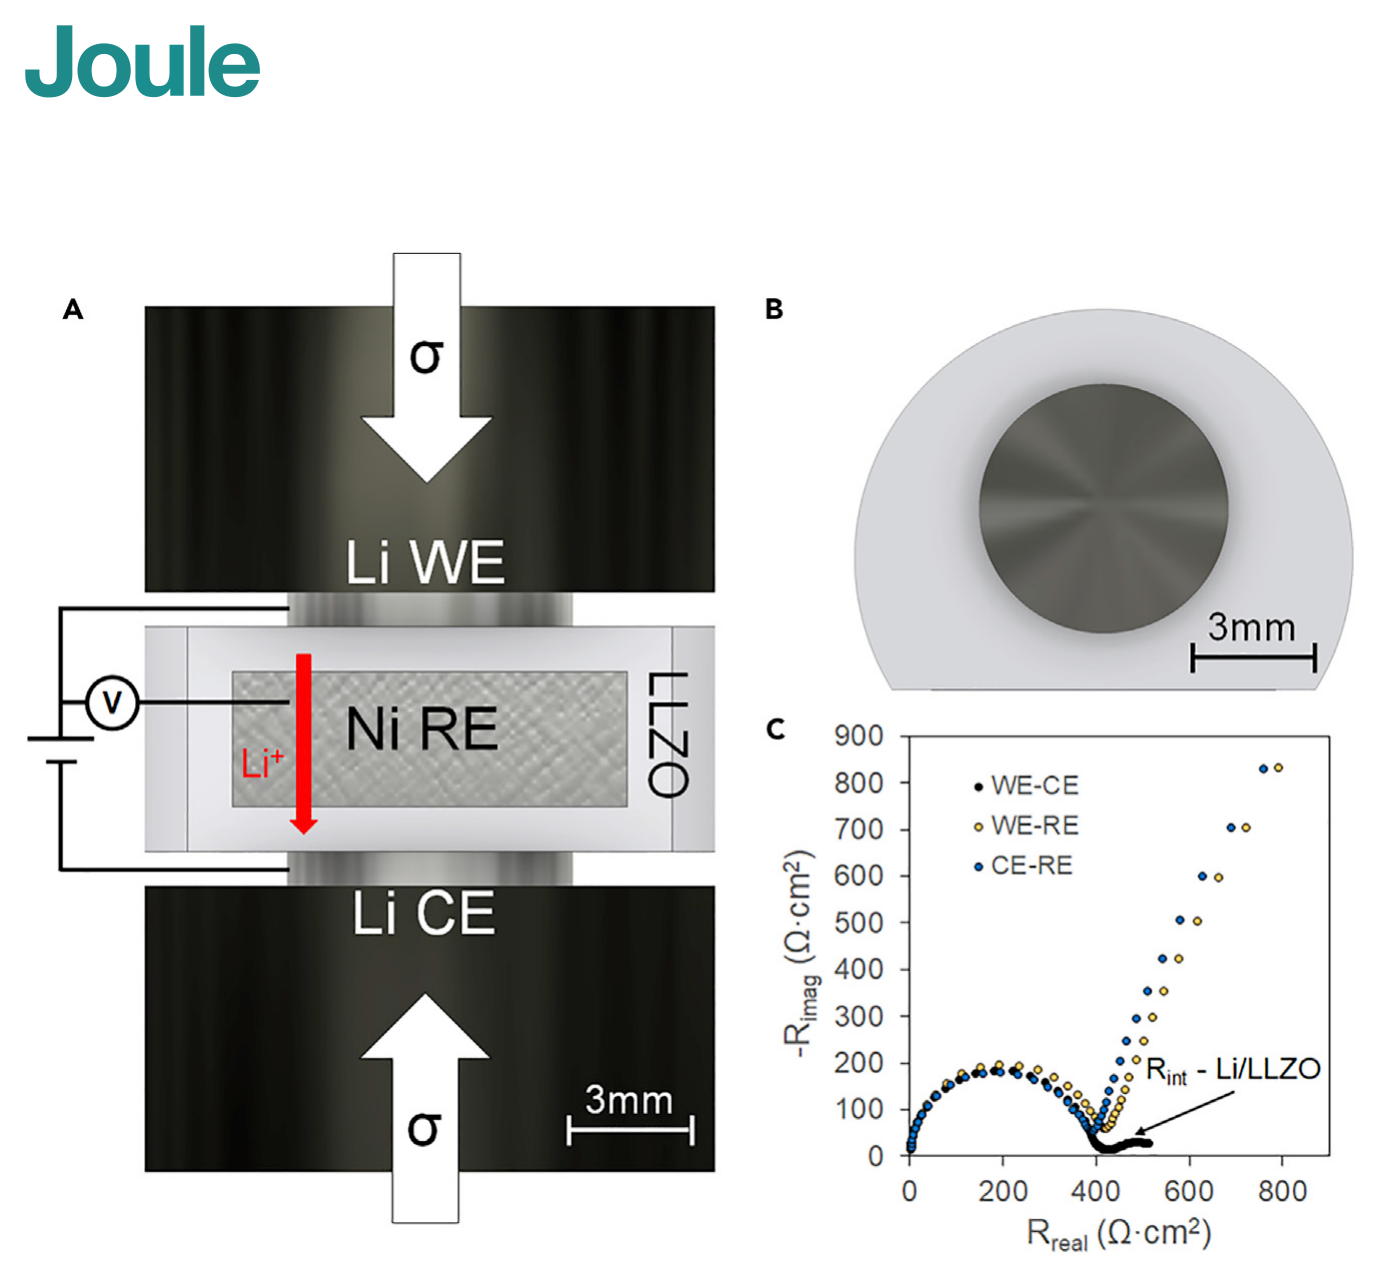 Joule
A
σ
Li WE
V
Ni RE
Li⁺
LLZO
Li CE
3mm
σ
B
3mm
C
900
800
700
600
500
400
300
200
100
0
-R_imag (Ω·cm²)
WE-CE
WE-RE
CE-RE
R_int - Li/LLZO
0 200 400 600 800
R_real (Ω·cm²)